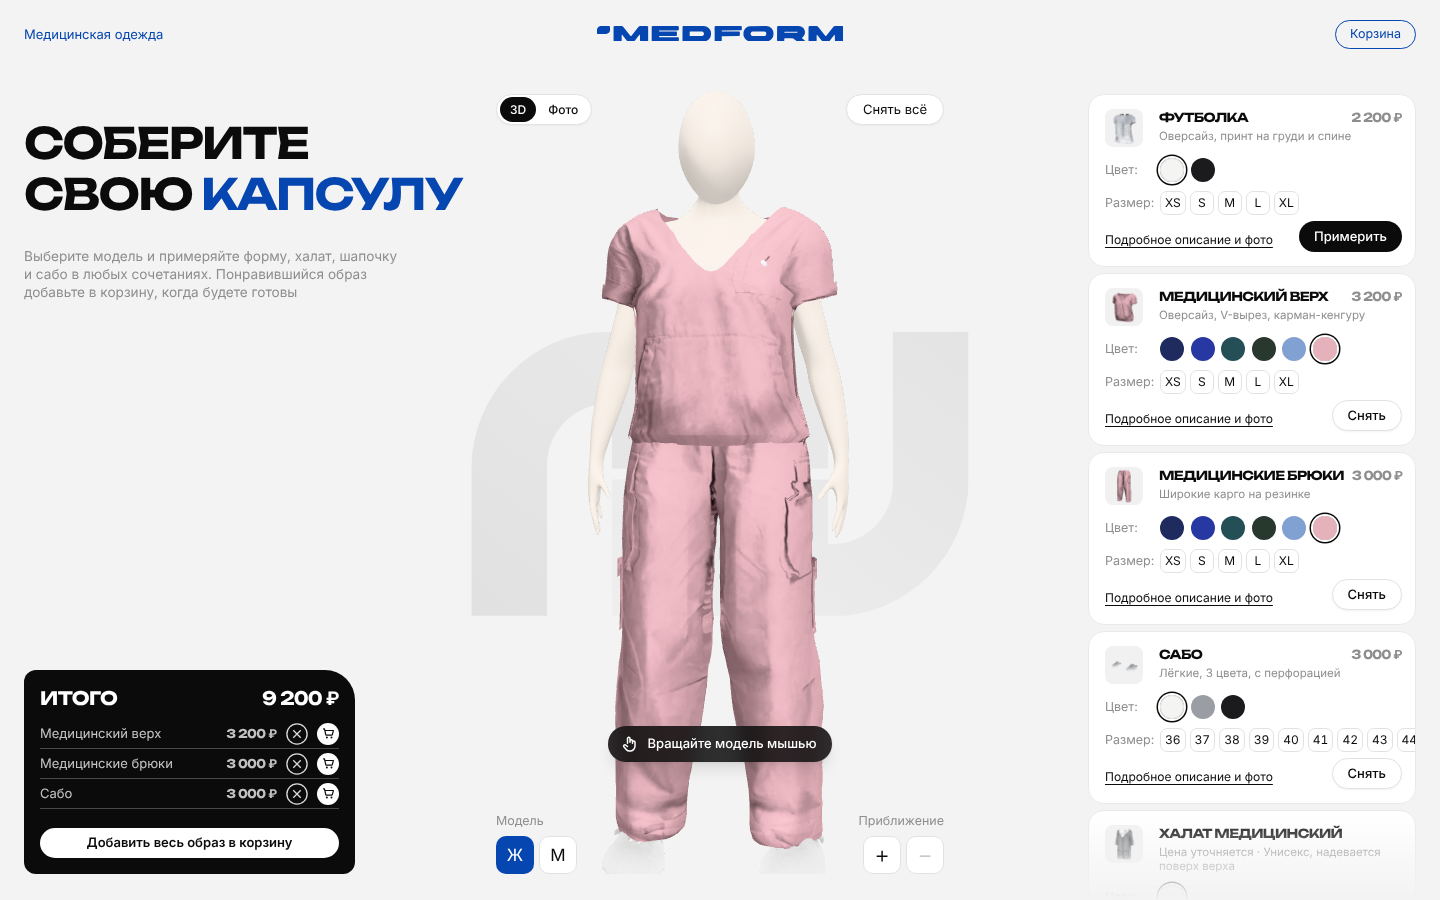 Медицинская одежда
MEDFORM
Корзина
СОБЕРИТЕ
СВОЮ КАПСУЛУ
Выберите модель и примеряйте форму, халат, шапочку
и сабо в любых сочетаниях. Понравившийся образ
добавьте в корзину, когда будете готовы
3D Фото
Снять всё
Вращайте модель мышью
Модель
Ж М
Приближение
+ −
ИТОГО 9 200 ₽
Медицинский верх 3 200 ₽
Медицинские брюки 3 000 ₽
Сабо 3 000 ₽
Добавить весь образ в корзину
ФУТБОЛКА 2 200 ₽
Оверсайз, принт на груди и спине
Цвет:
Размер: XS S M L XL
Подробное описание и фото Примерить
МЕДИЦИНСКИЙ ВЕРХ 3 200 ₽
Оверсайз, V-вырез, карман-кенгуру
Цвет:
Размер: XS S M L XL
Подробное описание и фото Снять
МЕДИЦИНСКИЕ БРЮКИ 3 000 ₽
Широкие карго на резинке
Цвет:
Размер: XS S M L XL
Подробное описание и фото Снять
САБО 3 000 ₽
Лёгкие, 3 цвета, с перфорацией
Цвет:
Размер: 36 37 38 39 40 41 42 43 44
Подробное описание и фото Снять
ХАЛАТ МЕДИЦИНСКИЙ
Цена уточняется · Унисекс, надевается
поверх верха